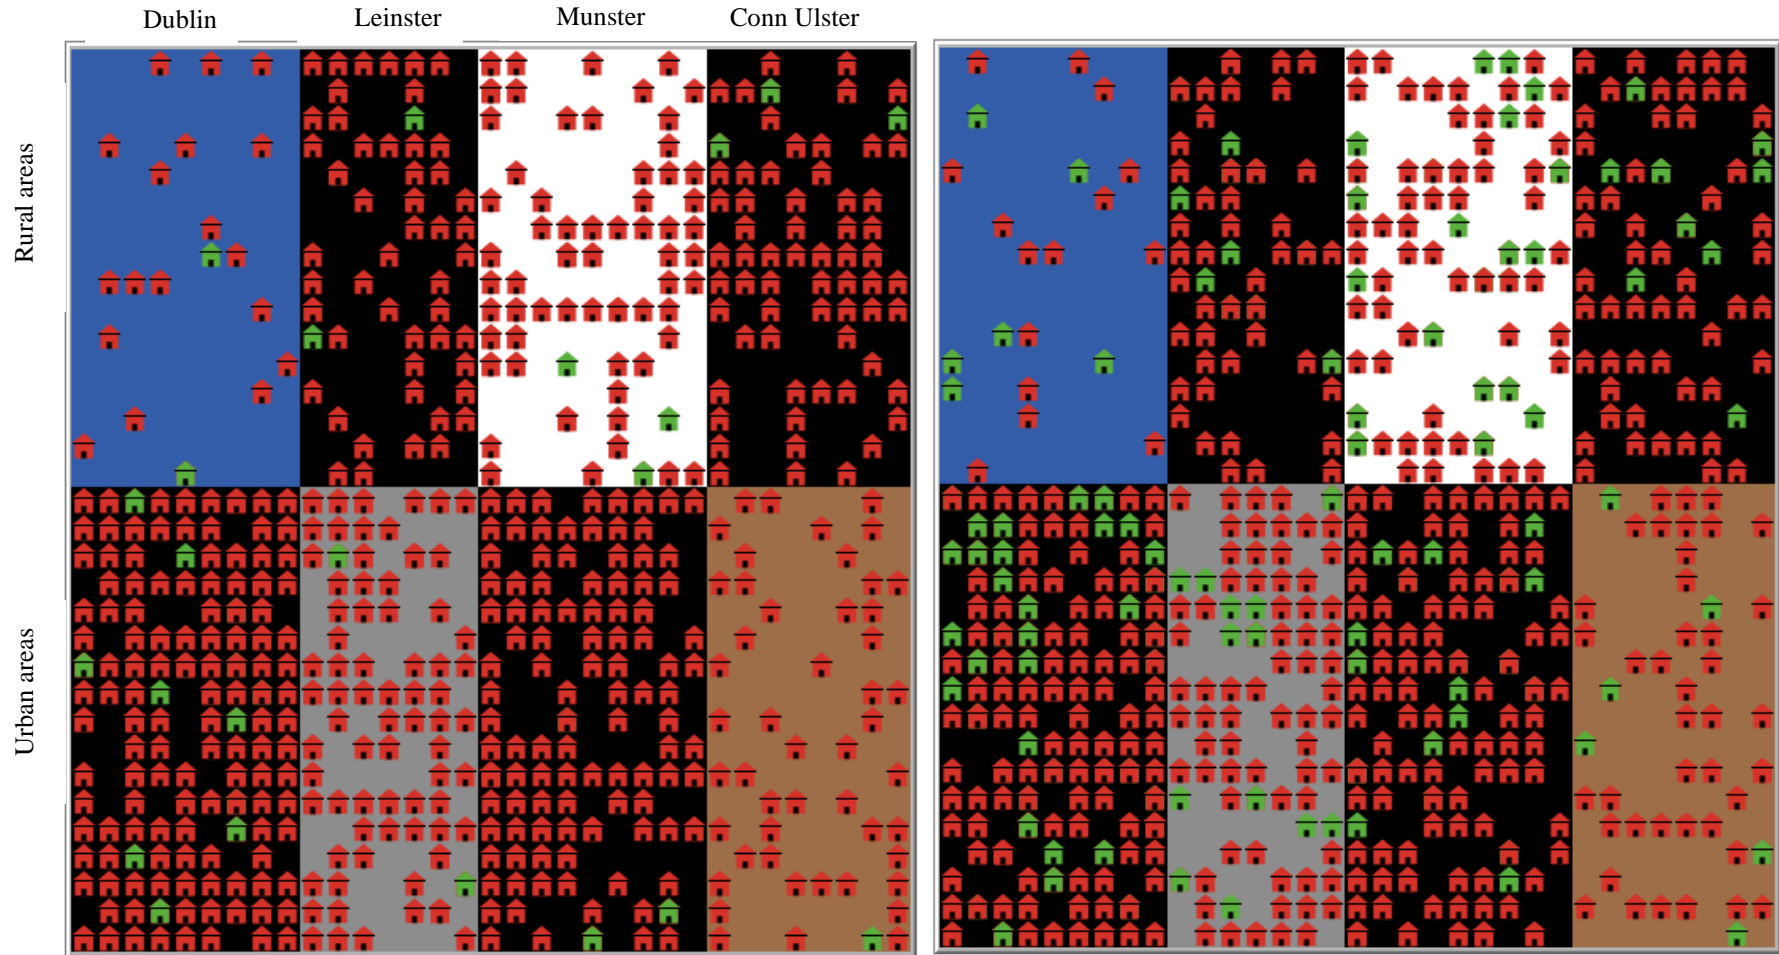 Dublin
Leinster
Munster
Conn Ulster
Rural areas
Urban areas